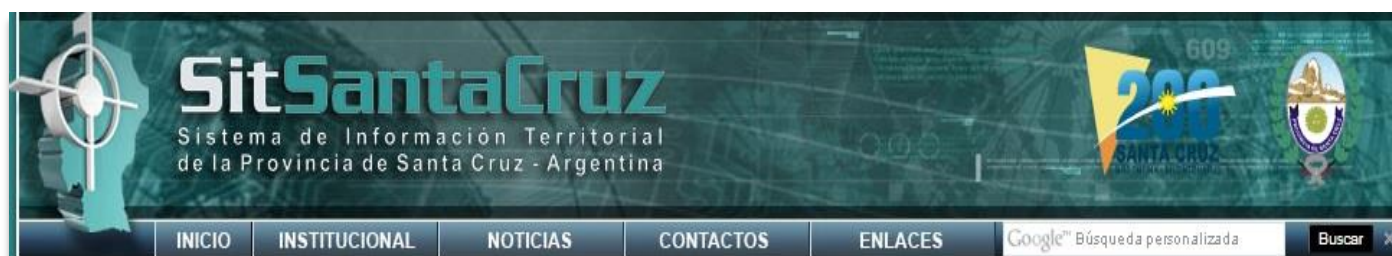 SitSantaCruz
Sistema de Información Territorial
de la Provincia de Santa Cruz - Argentina
609
200
SANTA CRUZ
INICIO INSTITUCIONAL NOTICIAS CONTACTOS ENLACES Google™ Búsqueda personalizada Buscar x